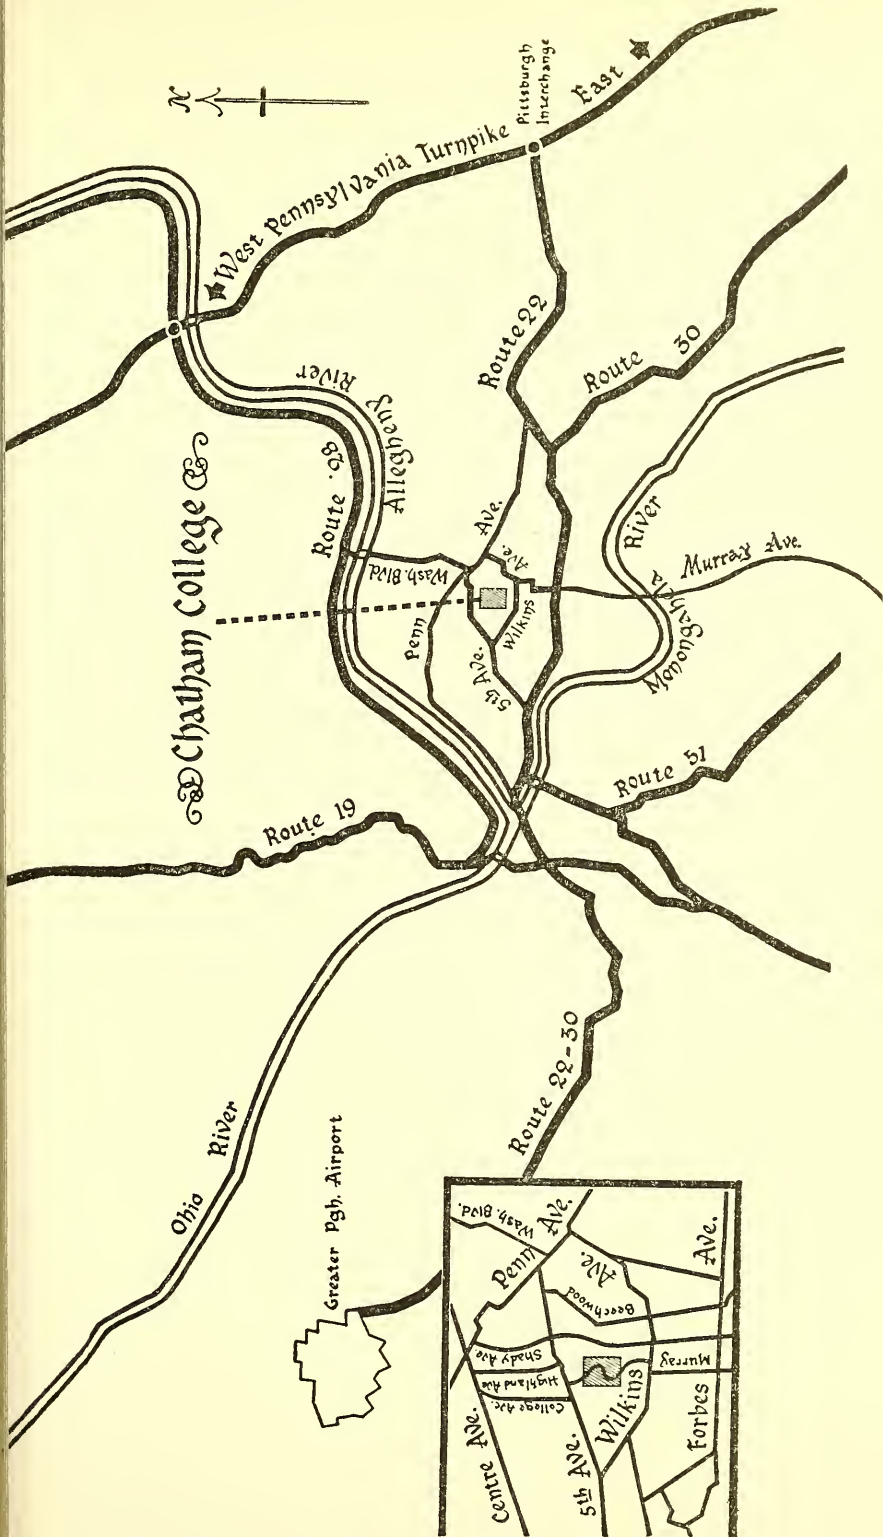 N
Pittsburgh
Interchange
East
West Pennsylvania Turnpike
Chatham College
Route 28
Allegheny River
Route 22
Route 30
Wash. Blvd.
Penn Ave.
5th Ave.
Wilkins Ave.
Murray Ave.
Monongah'la River
Route 51
Route 19
Ohio River
Greater Pgh. Airport
Route 22-30
Wash. Blvd.
Penn Ave.
Centre Ave.
Shady Ave
Highland Ave
College Ave.
Beechwood
5th Ave.
Wilkins Ave.
Murray
Forbes Ave.